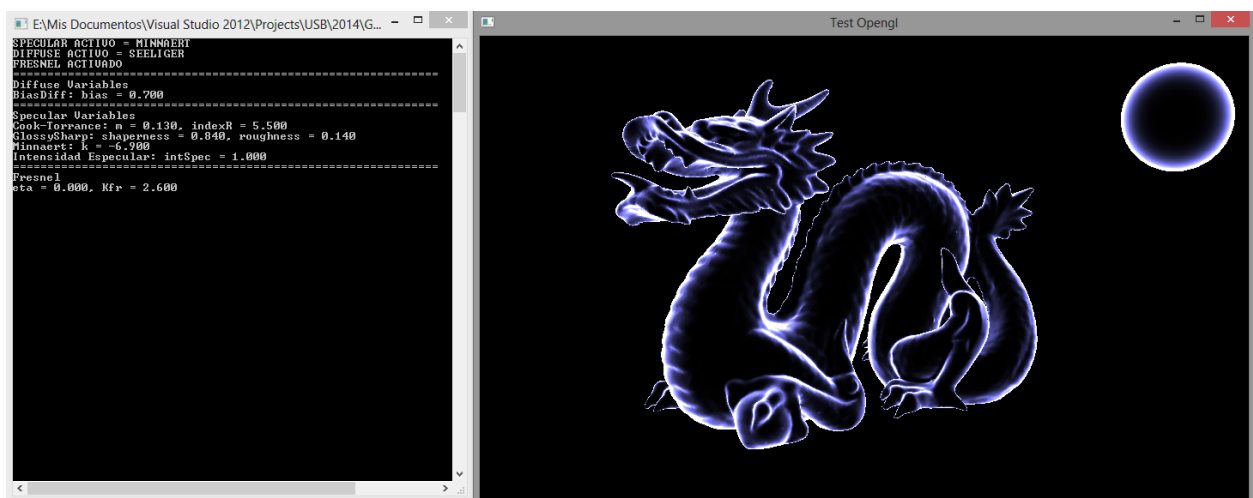 E:\Mis Documentos\Visual Studio 2012\Projects\USB\2014\G...
SPECULAR ACTIVO = MINNAERT
DIFFUSE ACTIVO = SEELIGER
FRESNEL ACTIVADO
==============================================================
Diffuse Variables
BiasDiff: bias = 0.700
==============================================================
Specular Variables
Cook-Torrance: m = 0.130, indexR = 5.500
GlossySharp: shaperness = 0.840, roughness = 0.140
Minnaert: k = -6.900
Intensidad Especular: intSpec = 1.000
==============================================================
Fresnel
eta = 0.000, Kfr = 2.600
Test Opengl